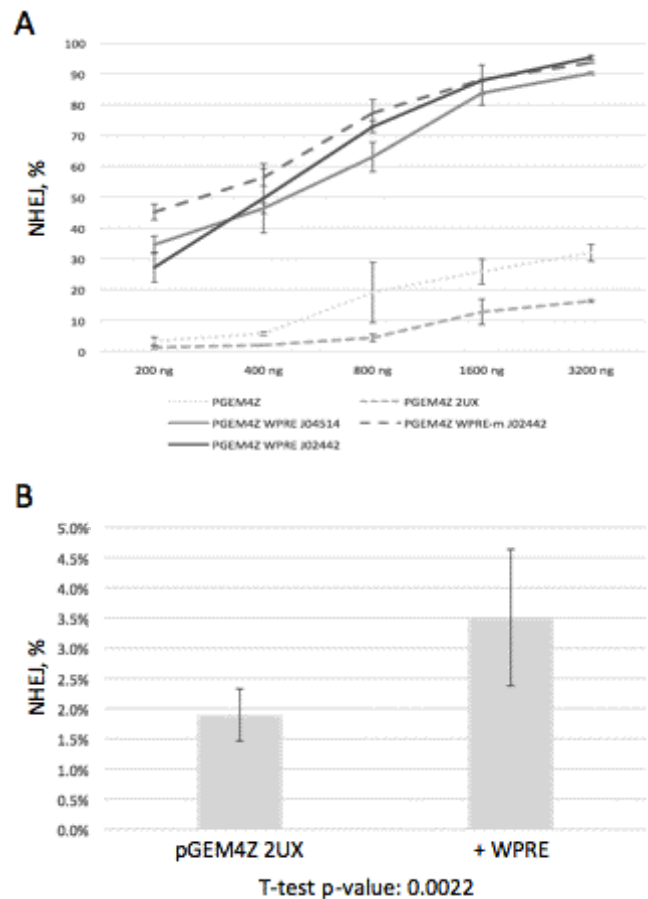 A
NHEJ, %
100
90
80
70
60
50
40
30
20
10
0
200 ng 400 ng 800 ng 1600 ng 3200 ng
PGEM4Z PGEM4Z 2UX
PGEM4Z WPRE J04514 PGEM4Z WPRE-m J02442
PGEM4Z WPRE J02442
B
NHEJ, %
5.0%
4.5%
4.0%
3.5%
3.0%
2.5%
2.0%
1.5%
1.0%
0.5%
0.0%
pGEM4Z 2UX + WPRE
T-test p-value: 0.0022